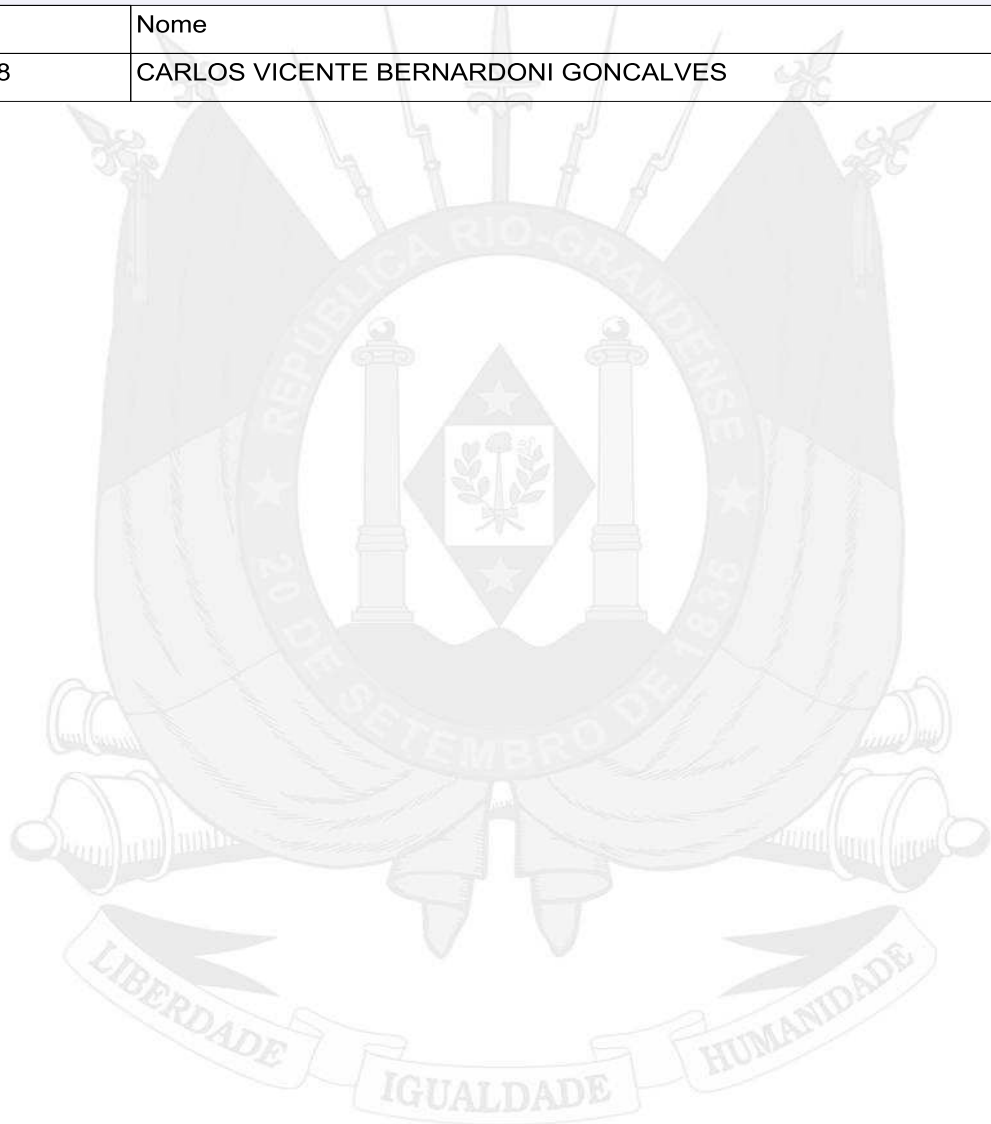 Nome
8 CARLOS VICENTE BERNARDONI GONCALVES
REPÚBLICA RIO-GRANDENSE
20 DE SETEMBRO DE 1835
LIBERDADE IGUALDADE HUMANIDADE